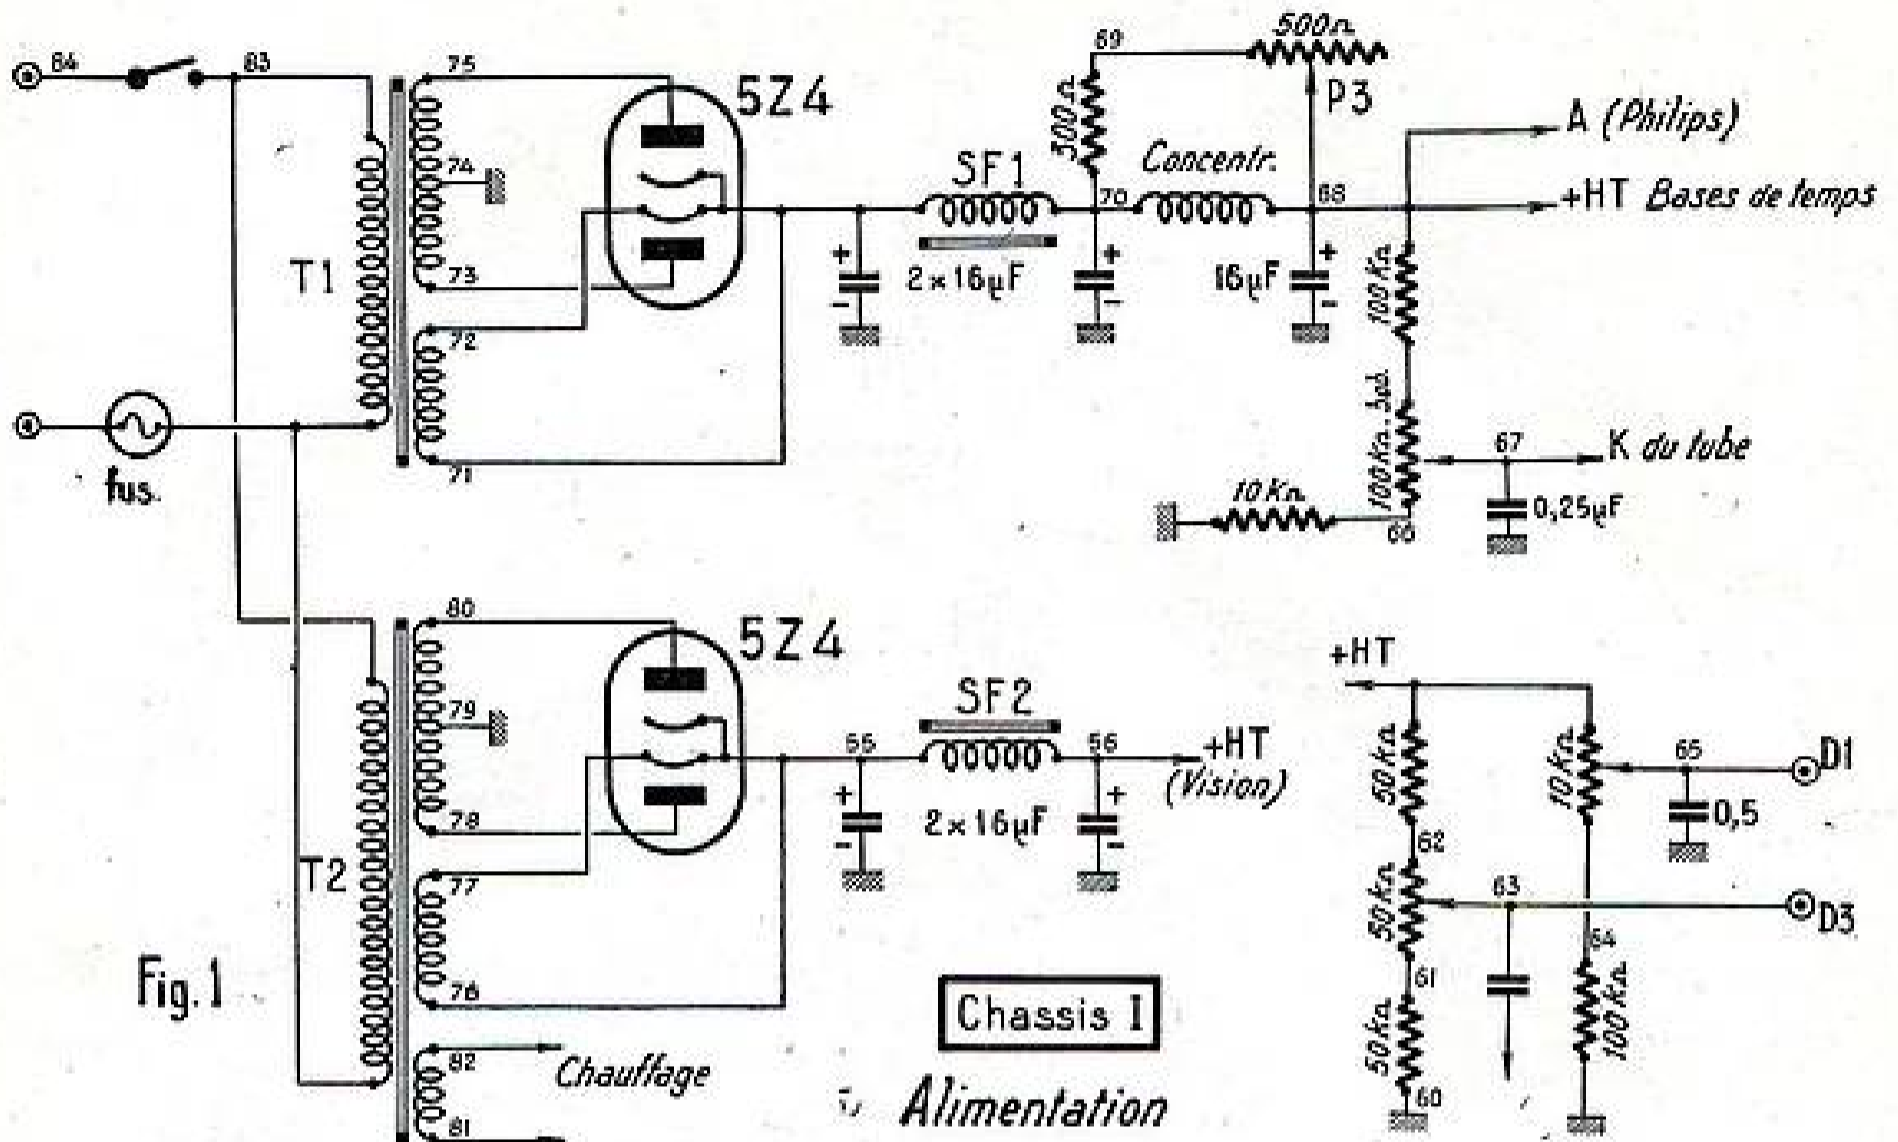 500Ω
69
84
83
75
5Z4
P3
300Ω
A (Philips)
Concentr.
74
SF1
70
68
+HT Bases de temps
T1
73
+
2×16µF
+
16µF
+
-
-
-
100KΩ
72
71
100KΩ. bob.
67
K du tube
fus.
10KΩ
66
0,25µF
80
5Z4
+HT
SF2
79
55
56
+HT
(Vision)
50KΩ
10KΩ
65
D1
+
2×16µF
+
0,5
-
-
78
62
T2
77
50KΩ
63
D3
64
61
76
Fig. 1
Chassis I
50KΩ
100KΩ
82
Chauffage
60
Alimentation
81